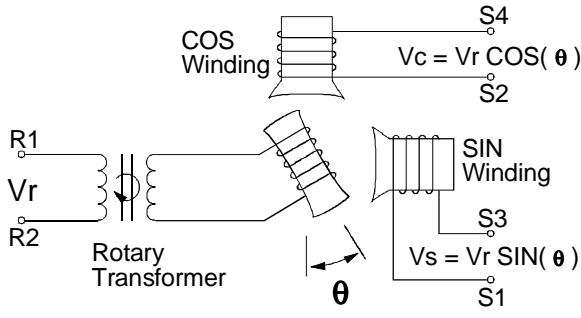 S4
COS
Winding
Vc = Vr COS( θ )
S2
R1
Vr
R2
SIN
Winding
S3
Rotary
Transformer
Vs = Vr SIN( θ )
θ
S1